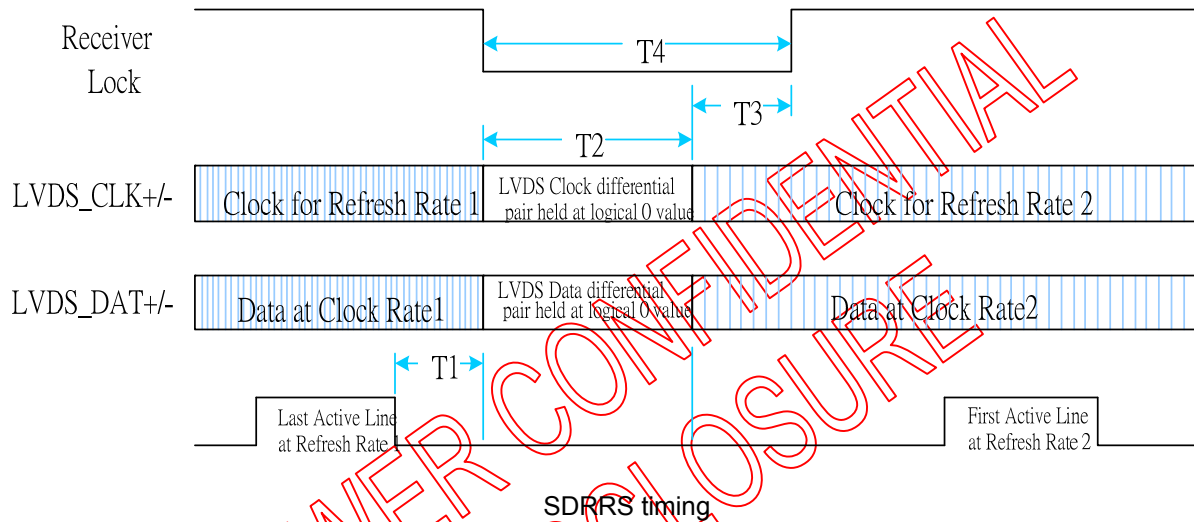 Receiver
Lock
T4
T3
T2
LVDS_CLK+/-
Clock for Refresh Rate 1
LVDS Clock differential
pair held at logical 0 value
Clock for Refresh Rate 2
LVDS_DAT+/-
Data at Clock Rate1
LVDS Data differential
pair held at logical 0 value
Data at Clock Rate2
T1
Last Active Line
at Refresh Rate 1
First Active Line
at Refresh Rate 2
SDRRS timing
CONFIDENTIAL